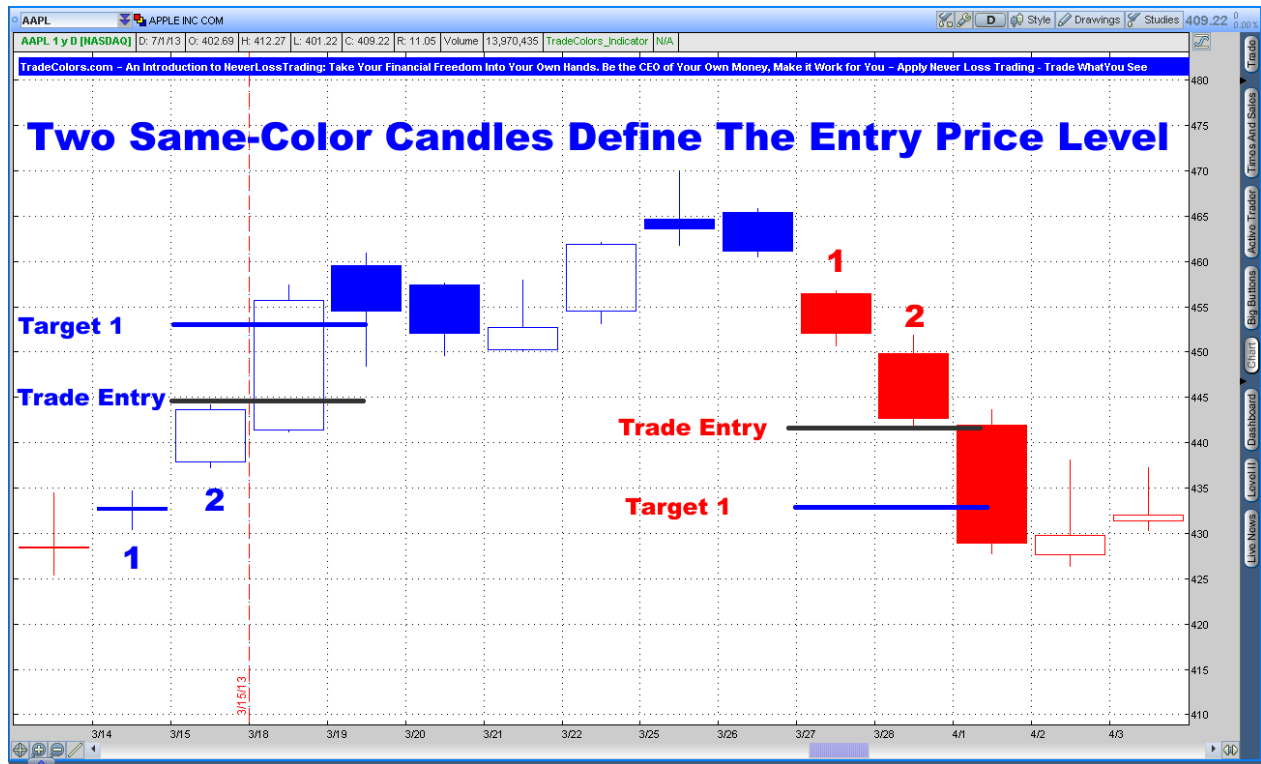 AAPL APPLE INC COM D Style Drawings Studies 409.22 0 0.00%
AAPL 1 y D [NASDAQ] D: 7/1/13 O: 402.69 H: 412.27 L: 401.22 C: 409.22 R: 11.05 Volume 13,970,435 TradeColors_Indicator N/A
TradeColors.com – An Introduction to NeverLossTrading: Take Your Financial Freedom Into Your Own Hands. Be the CEO of Your Own Money, Make it Work for You – Apply Never Loss Trading - Trade WhatYou See
Two Same-Color Candles Define The Entry Price Level
480
475
470
465
460
455
450
445
440
435
430
425
420
415
410
1
2
Target 1
Trade Entry
2
1
Trade Entry
Target 1
3/15/13
3/14 3/15 3/18 3/19 3/20 3/21 3/22 3/25 3/26 3/27 3/28 4/1 4/2 4/3
Trade
Times And Sales
Active Trader
Big Buttons
Chart
Dashboard
Level II
Live News